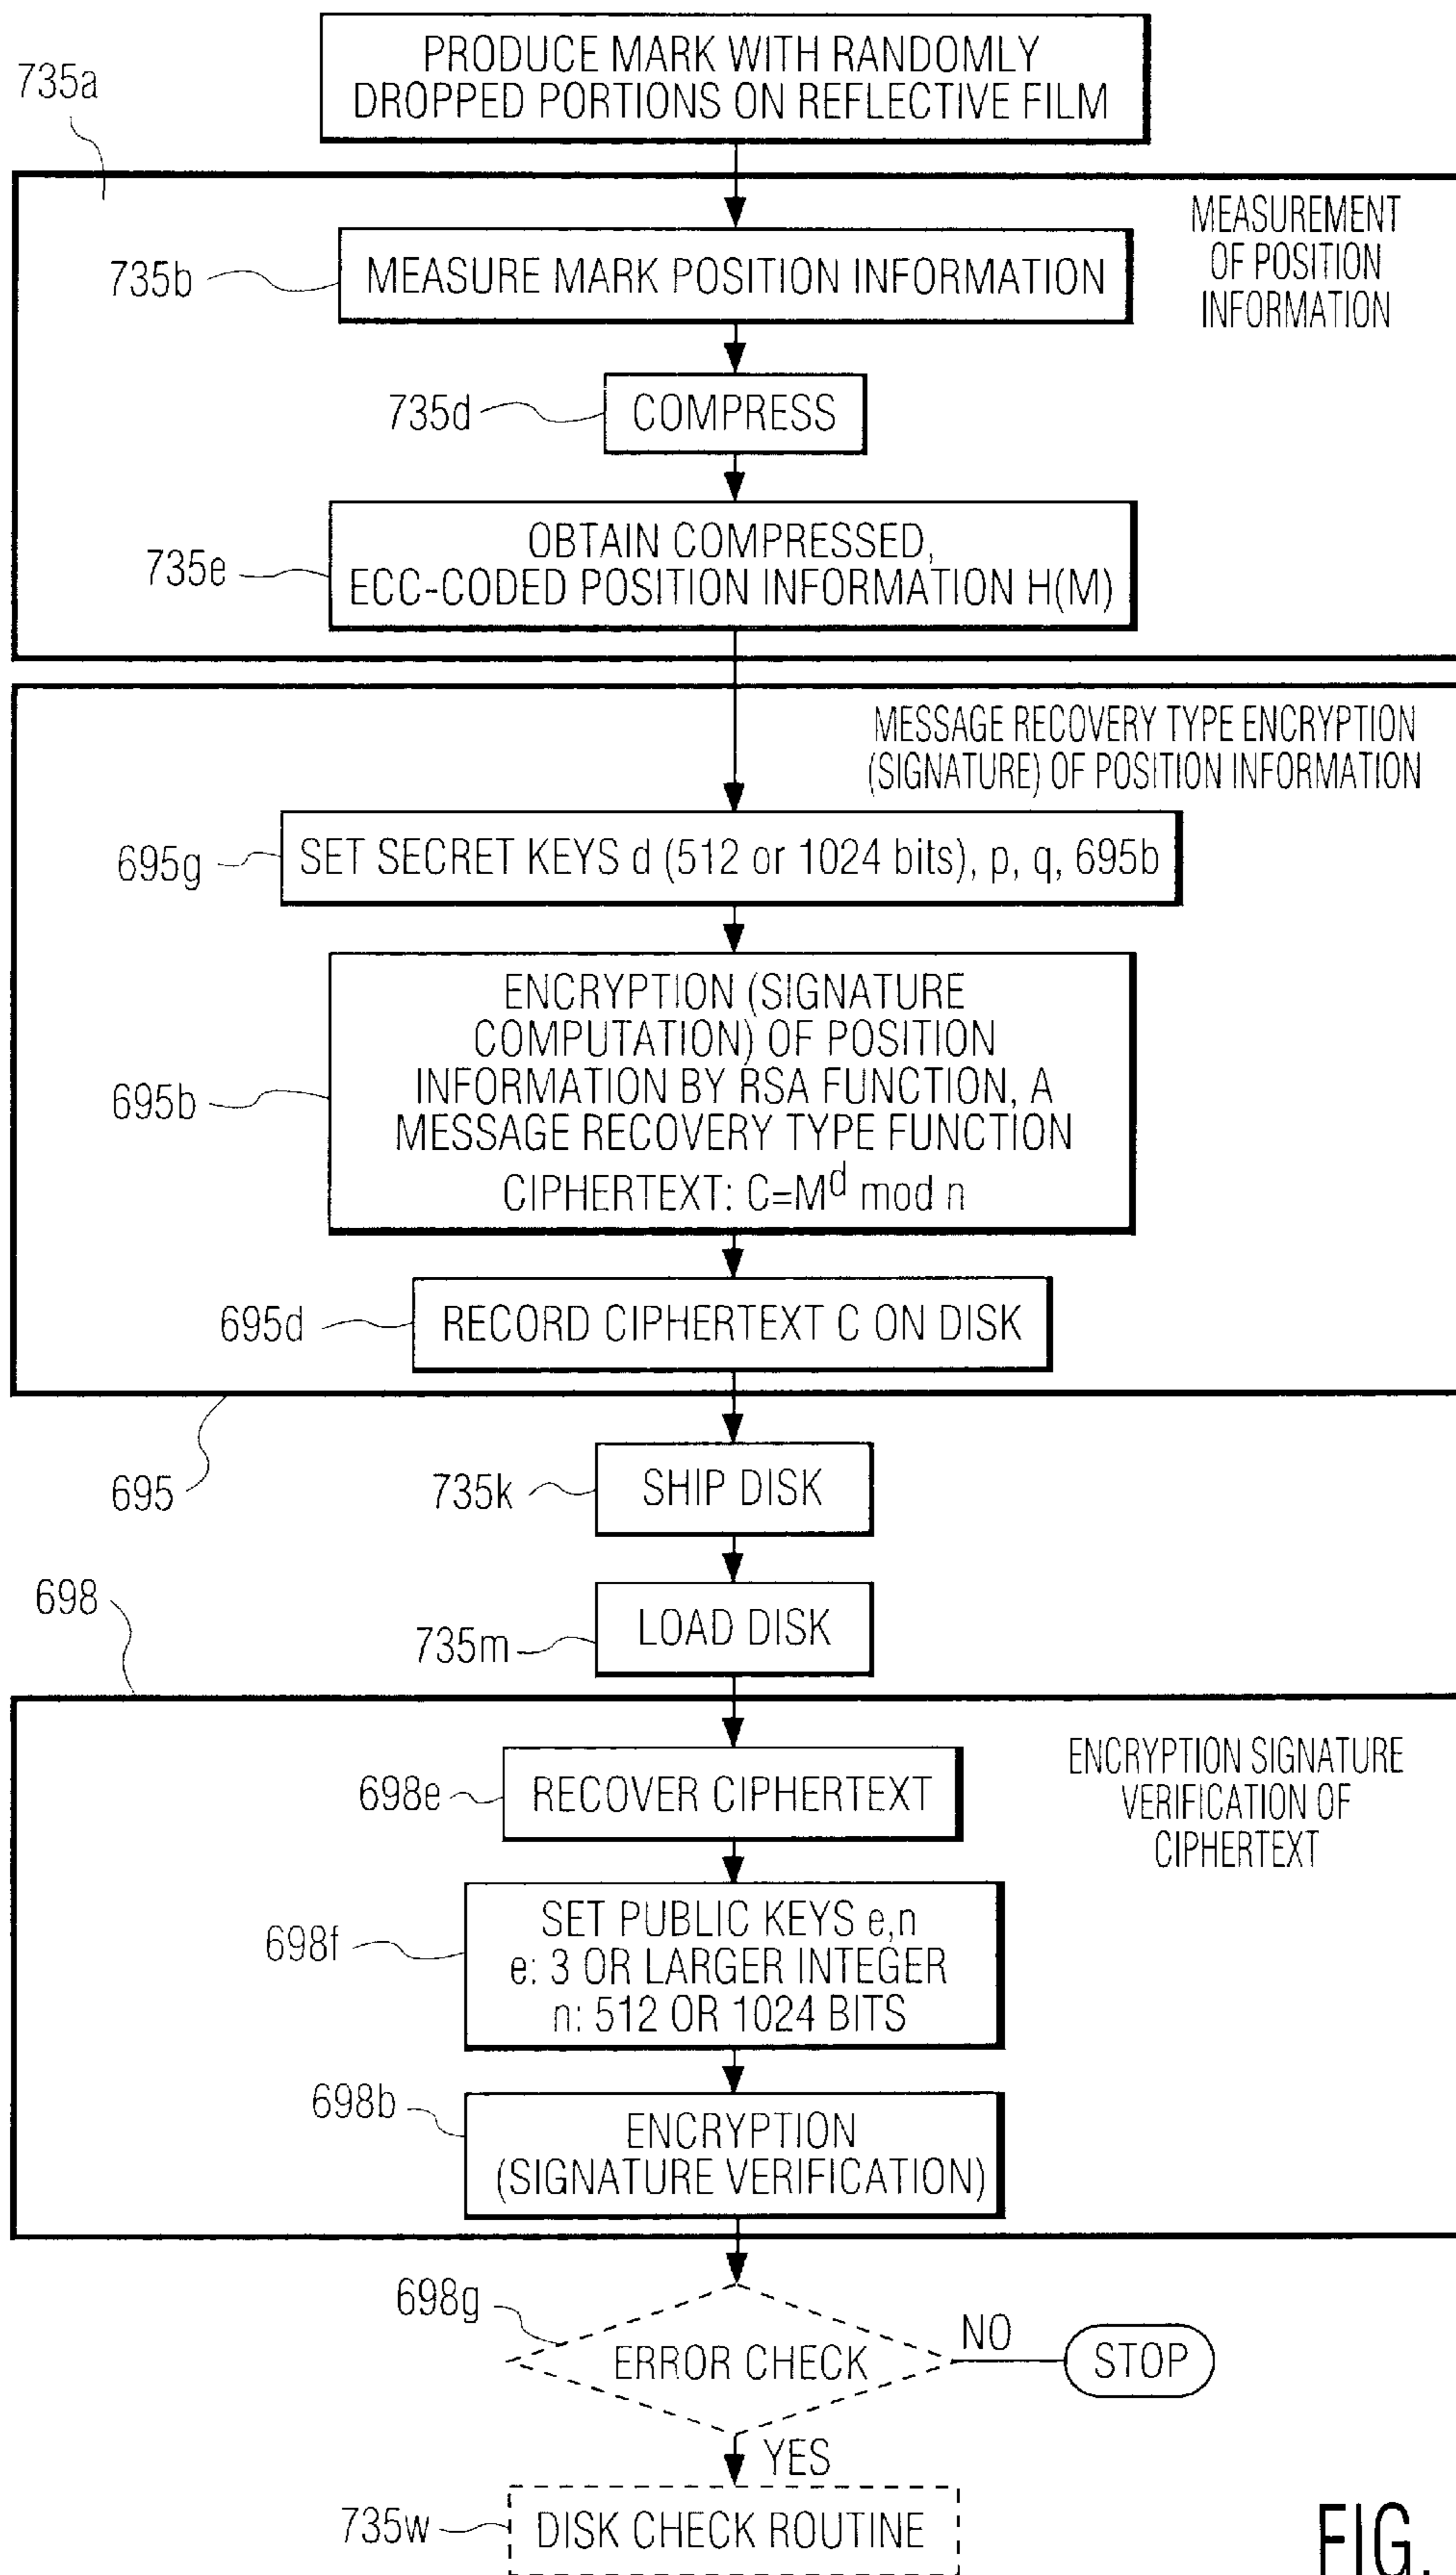 PRODUCE MARK WITH RANDOMLY
DROPPED PORTIONS ON REFLECTIVE FILM
735a
MEASUREMENT
OF POSITION
INFORMATION
735b
MEASURE MARK POSITION INFORMATION
735d
COMPRESS
735e
OBTAIN COMPRESSED,
ECC-CODED POSITION INFORMATION H(M)
MESSAGE RECOVERY TYPE ENCRYPTION
(SIGNATURE) OF POSITION INFORMATION
695g
SET SECRET KEYS d (512 or 1024 bits), p, q, 695b
695b
ENCRYPTION (SIGNATURE
COMPUTATION) OF POSITION
INFORMATION BY RSA FUNCTION, A
MESSAGE RECOVERY TYPE FUNCTION
CIPHERTEXT: C=M^d mod n
695d
RECORD CIPHERTEXT C ON DISK
695
735k
SHIP DISK
698
735m
LOAD DISK
ENCRYPTION SIGNATURE
VERIFICATION OF
CIPHERTEXT
698e
RECOVER CIPHERTEXT
698f
SET PUBLIC KEYS e,n
e: 3 OR LARGER INTEGER
n: 512 OR 1024 BITS
698b
ENCRYPTION
(SIGNATURE VERIFICATION)
698g
ERROR CHECK
NO
STOP
YES
735w
DISK CHECK ROUTINE
FIG.